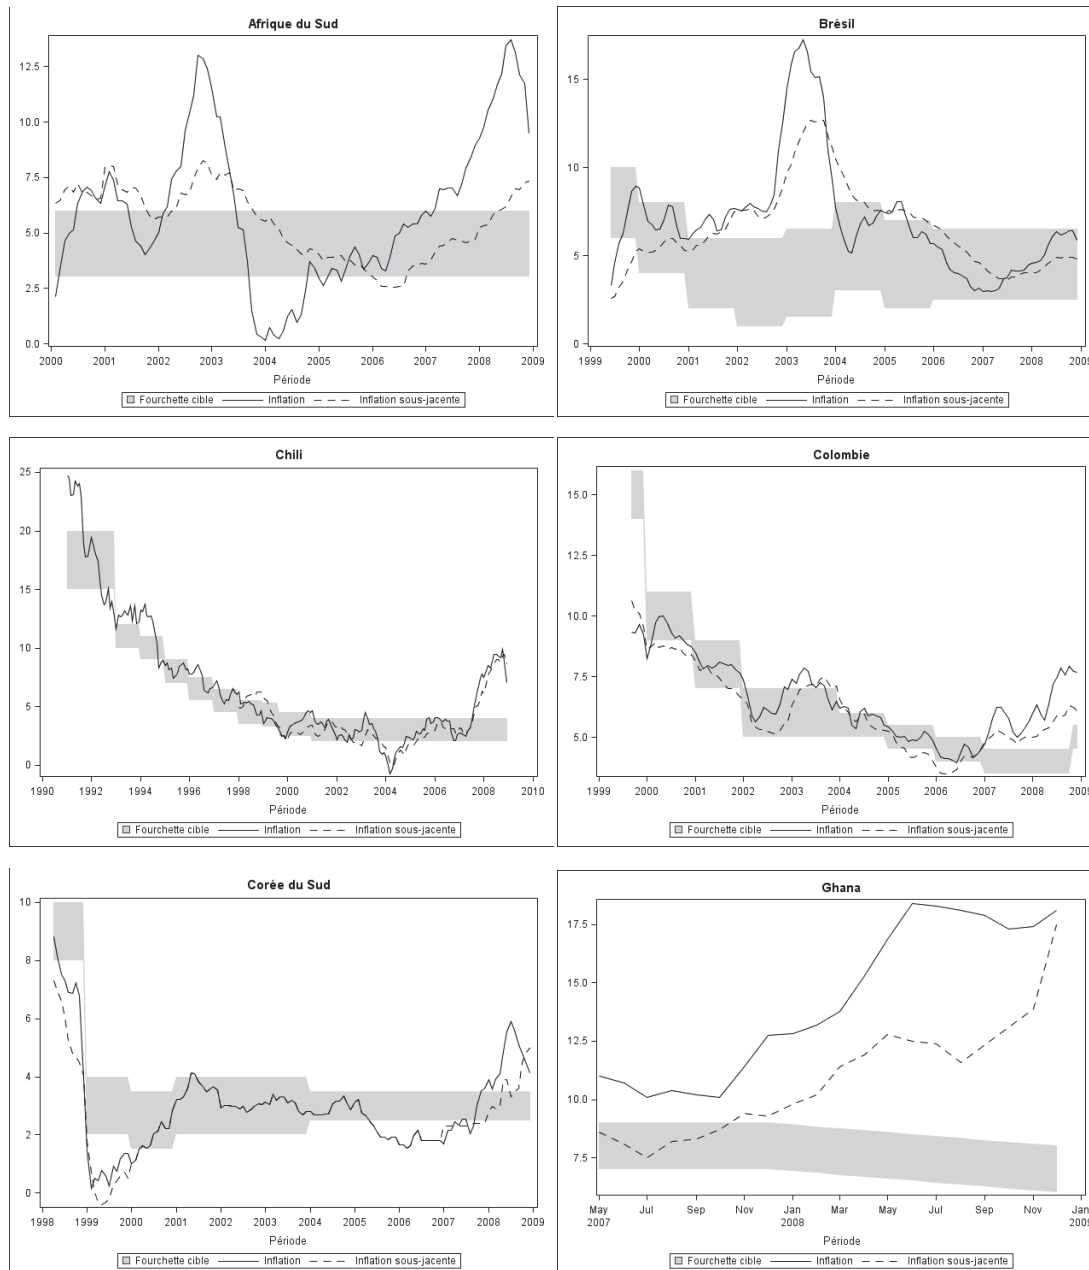 Afrique du Sud
12.5
10.0
7.5
5.0
2.5
0.0
2000 2001 2002 2003 2004 2005 2006 2007 2008 2009
Période
Fourchette cible Inflation Inflation sous-jacente
Brésil
15
10
5
0
1999 2000 2001 2002 2003 2004 2005 2006 2007 2008 2009
Période
Fourchette cible Inflation Inflation sous-jacente
Chili
25
20
15
10
5
0
1990 1992 1994 1996 1998 2000 2002 2004 2006 2008 2010
Période
Fourchette cible Inflation Inflation sous-jacente
Colombie
15.0
12.5
10.0
7.5
5.0
1999 2000 2001 2002 2003 2004 2005 2006 2007 2008 2009
Période
Fourchette cible Inflation Inflation sous-jacente
Corée du Sud
10
8
6
4
2
0
1998 1999 2000 2001 2002 2003 2004 2005 2006 2007 2008 2009
Période
Fourchette cible Inflation Inflation sous-jacente
Ghana
17.5
15.0
12.5
10.0
7.5
May Jul Sep Nov Jan Mar May Jul Sep Nov Jan
2007 2008 2009
Période
Fourchette cible Inflation Inflation sous-jacente